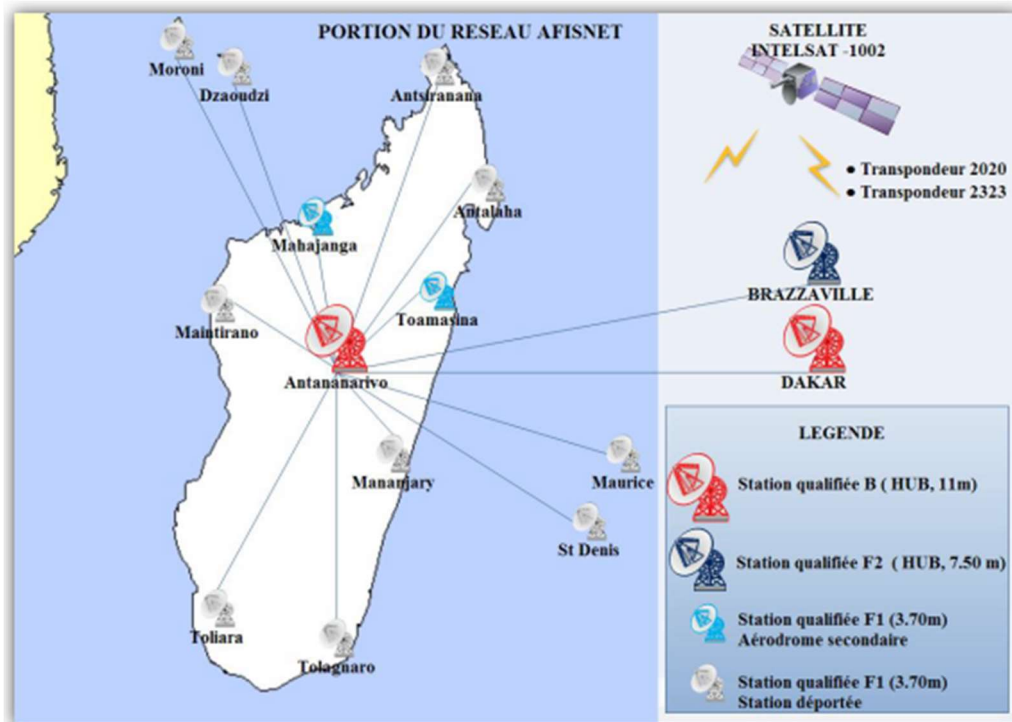 PORTION DU RESEAU AFISNET
SATELLITE
INTELSAT -1002
Moroni
Dzaoudzi
Antsiranana
● Transpondeur 2020
● Transpondeur 2323
Antalaha
Mahajanga
BRAZZAVILLE
Maintirano
Toamasina
Antananarivo
DAKAR
LEGENDE
Mananjary
Maurice
Station qualifiée B ( HUB, 11m)
St Denis
Station qualifiée F2 ( HUB, 7.50 m)
Station qualifiée F1 (3.70m)
Aérodrome secondaire
Toliara
Tolagnaro
Station qualifiée F1 (3.70m)
Station déportée